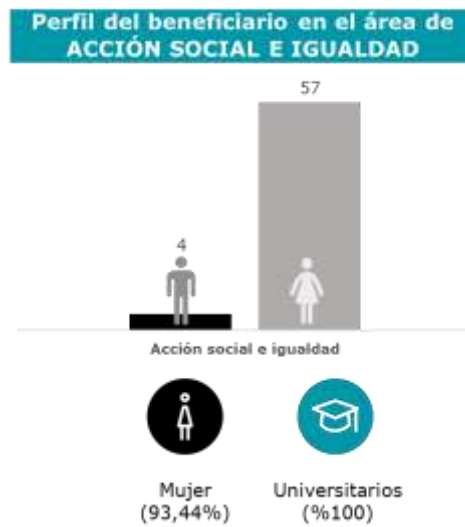 Perfil del beneficiario en el área de
ACCIÓN SOCIAL E IGUALDAD
57
4
Acción social e igualdad
Mujer
(93,44%)
Universitarios
(%100)